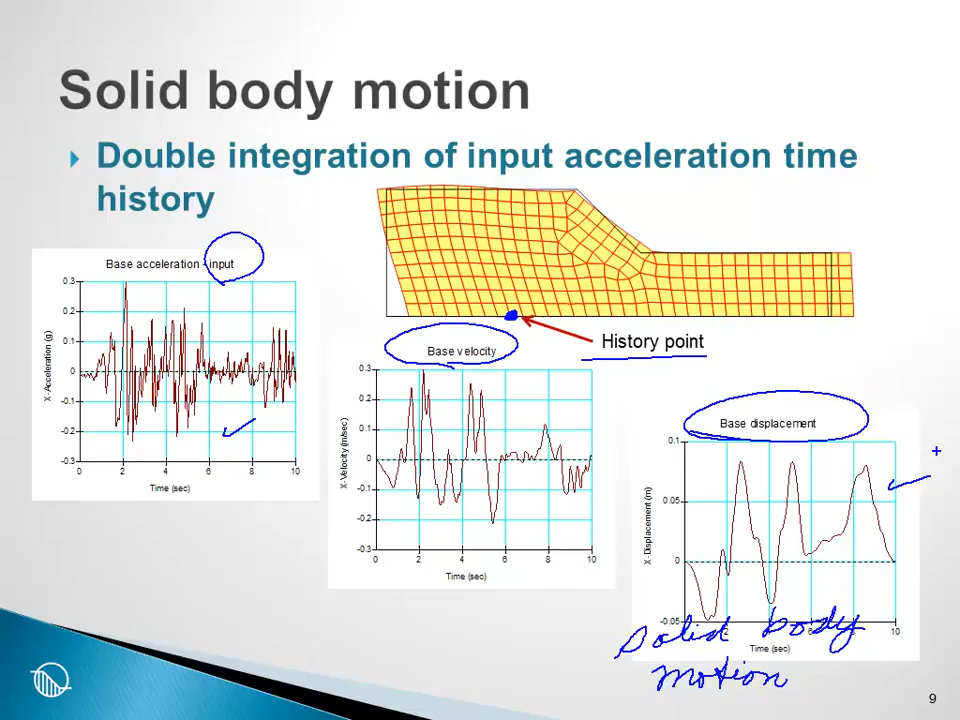 Solid body motion
Double integration of input acceleration time
history
Base acceleration - input
0.3
0.2
0.1
0
-0.1
-0.2
-0.3
X-Acceleration (g)
0 2 4 6 8 10
Time (sec)
History point
Base velocity
0.3
0.2
0.1
0
-0.1
-0.2
-0.3
X-Velocity (m/sec)
0 2 4 6 8 10
Time (sec)
Base displacement
0.1
0.05
0
-0.05
X-Displacement (m)
2 6 8 10
Time (sec)
Solid body
motion
9